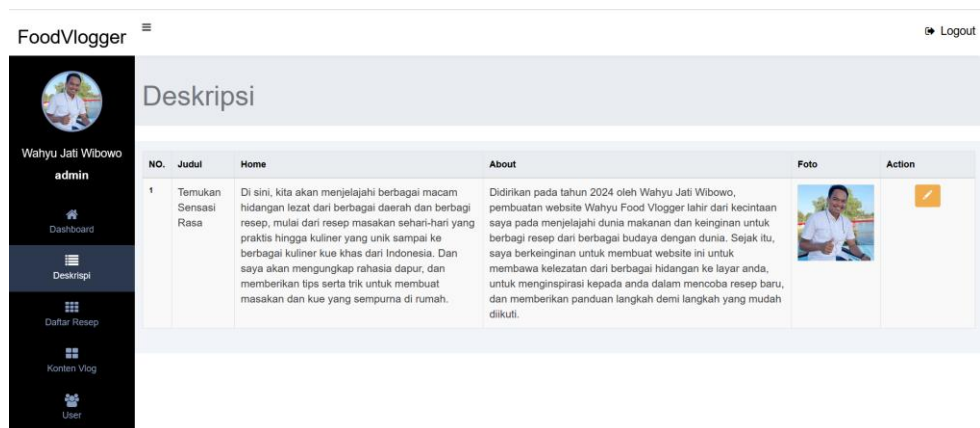 FoodVlogger
Logout
Wahyu Jati Wibowo
admin
Dashboard
Deskrispi
Daftar Resep
Konten Vlog
User
Deskripsi
NO. Judul Home About Foto Action
1
Temukan
Sensasi
Rasa
Di sini, kita akan menjelajahi berbagai macam
hidangan lezat dari berbagai daerah dan berbagi
resep, mulai dari resep masakan sehari-hari yang
praktis hingga kuliner yang unik sampai ke
berbagai kuliner kue khas dari Indonesia. Dan
saya akan mengungkap rahasia dapur, dan
memberikan tips serta trik untuk membuat
masakan dan kue yang sempurna di rumah.
Didirikan pada tahun 2024 oleh Wahyu Jati Wibowo,
pembuatan website Wahyu Food Vlogger lahir dari kecintaan
saya pada menjelajahi dunia makanan dan keinginan untuk
berbagi resep dari berbagai budaya dengan dunia. Sejak itu,
saya berkeinginan untuk membuat website ini untuk
membawa kelezatan dari berbagai hidangan ke layar anda,
untuk menginspirasi kepada anda dalam mencoba resep baru,
dan memberikan panduan langkah demi langkah yang mudah
diikuti.